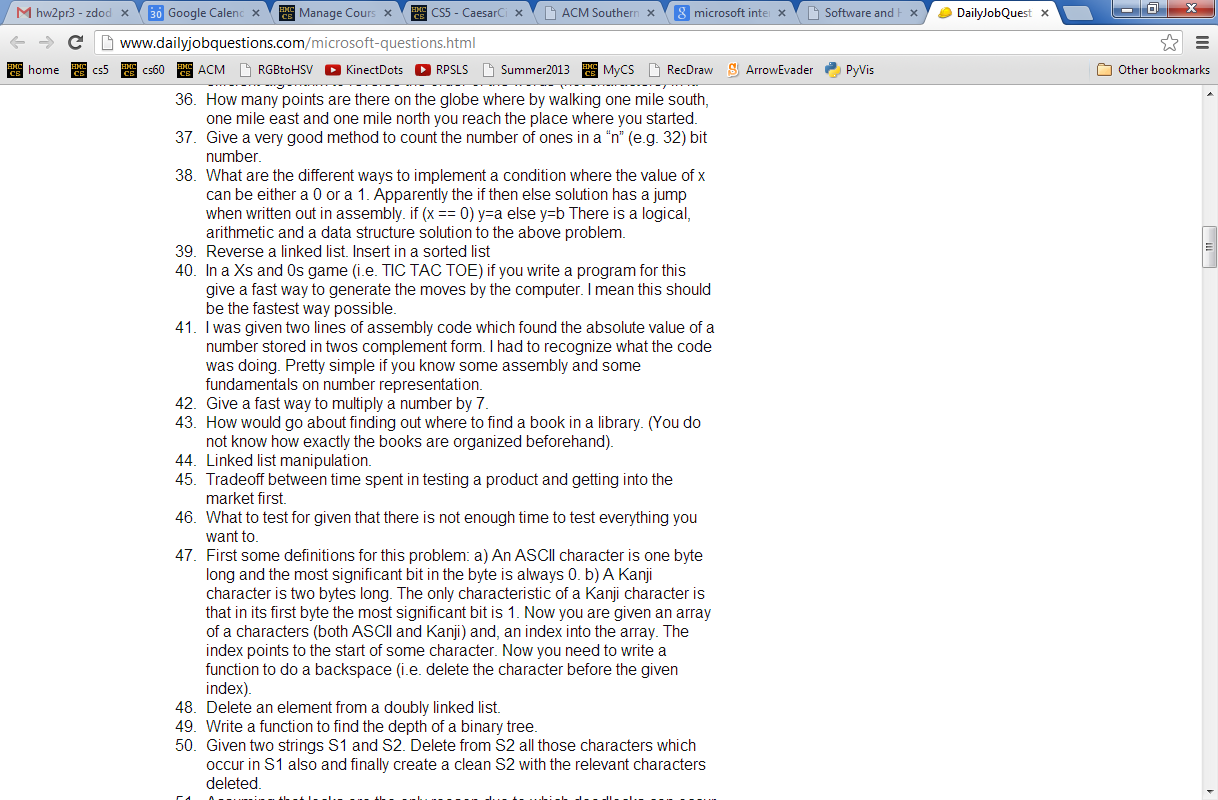 hw2pr3 - zdod
Google Calend
Manage Cours
CS5 - CaesarCi
ACM Southern
microsoft inte
Software and H
DailyJobQuest
www.dailyjobquestions.com/microsoft-questions.html
home cs5 cs60 ACM RGBtoHSV KinectDots RPSLS Summer2013 MyCS RecDraw ArrowEvader PyVis Other bookmarks
36. How many points are there on the globe where by walking one mile south,
one mile east and one mile north you reach the place where you started.
37. Give a very good method to count the number of ones in a “n” (e.g. 32) bit
number.
38. What are the different ways to implement a condition where the value of x
can be either a 0 or a 1. Apparently the if then else solution has a jump
when written out in assembly. if (x == 0) y=a else y=b There is a logical,
arithmetic and a data structure solution to the above problem.
39. Reverse a linked list. Insert in a sorted list
40. In a Xs and 0s game (i.e. TIC TAC TOE) if you write a program for this
give a fast way to generate the moves by the computer. I mean this should
be the fastest way possible.
41. I was given two lines of assembly code which found the absolute value of a
number stored in twos complement form. I had to recognize what the code
was doing. Pretty simple if you know some assembly and some
fundamentals on number representation.
42. Give a fast way to multiply a number by 7.
43. How would go about finding out where to find a book in a library. (You do
not know how exactly the books are organized beforehand).
44. Linked list manipulation.
45. Tradeoff between time spent in testing a product and getting into the
market first.
46. What to test for given that there is not enough time to test everything you
want to.
47. First some definitions for this problem: a) An ASCII character is one byte
long and the most significant bit in the byte is always 0. b) A Kanji
character is two bytes long. The only characteristic of a Kanji character is
that in its first byte the most significant bit is 1. Now you are given an array
of a characters (both ASCII and Kanji) and, an index into the array. The
index points to the start of some character. Now you need to write a
function to do a backspace (i.e. delete the character before the given
index).
48. Delete an element from a doubly linked list.
49. Write a function to find the depth of a binary tree.
50. Given two strings S1 and S2. Delete from S2 all those characters which
occur in S1 also and finally create a clean S2 with the relevant characters
deleted.